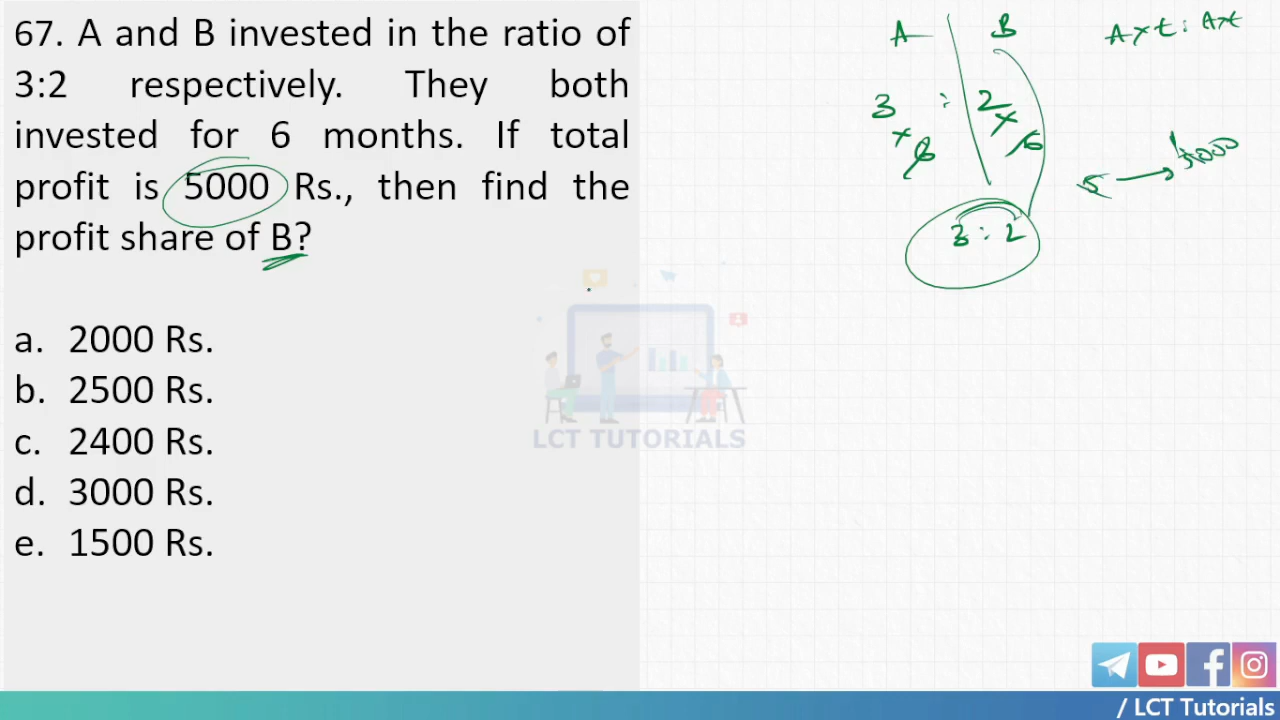 67. A and B invested in the ratio of
3:2 respectively. They both
invested for 6 months. If total
profit is 5000 Rs., then find the
profit share of B?
a. 2000 Rs.
b. 2500 Rs.
c. 2400 Rs.
d. 3000 Rs.
e. 1500 Rs.
A B
3 : 2
× 6 × 6
3 : 2
A×t : A×t
5 → 5000
LCT TUTORIALS
/ LCT Tutorials